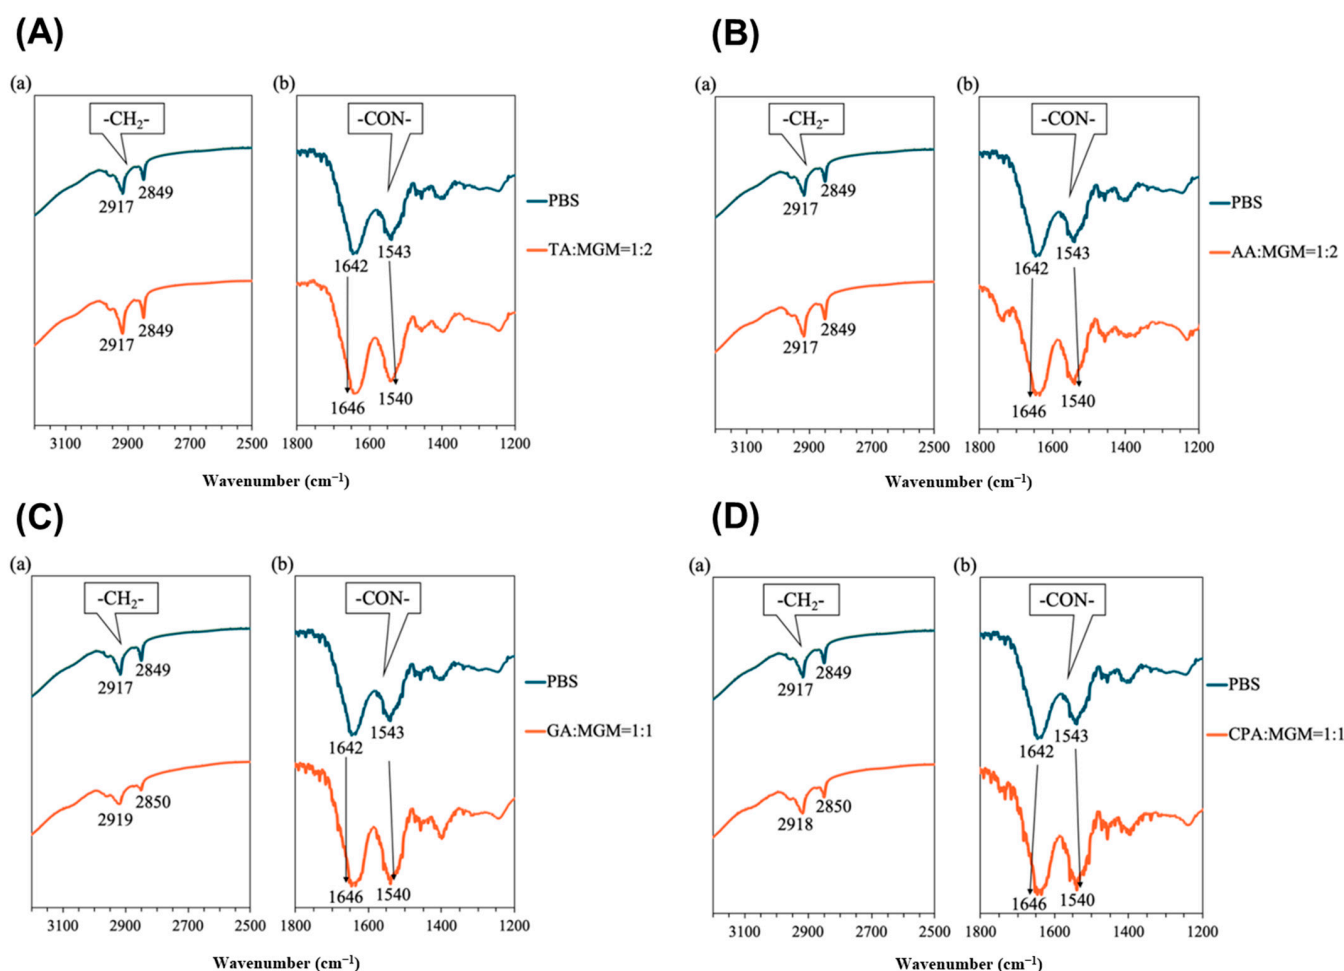 (A)
(a)
-CH₂-
2917
2849
2917
2849
3100 2900 2700 2500
(b)
-CON-
1642
1543
1646
1540
1800 1600 1400 1200
PBS
TA:MGM=1:2
Wavenumber (cm⁻¹)
(B)
(a)
-CH₂-
2917
2849
2917
2849
3100 2900 2700 2500
(b)
-CON-
1642
1543
1646
1540
1800 1600 1400 1200
PBS
AA:MGM=1:2
Wavenumber (cm⁻¹)
(C)
(a)
-CH₂-
2917
2849
2919
2850
3100 2900 2700 2500
(b)
-CON-
1642
1543
1646
1540
1800 1600 1400 1200
PBS
GA:MGM=1:1
Wavenumber (cm⁻¹)
(D)
(a)
-CH₂-
2917
2849
2918
2850
3100 2900 2700 2500
(b)
-CON-
1642
1543
1646
1540
1800 1600 1400 1200
PBS
CPA:MGM=1:1
Wavenumber (cm⁻¹)